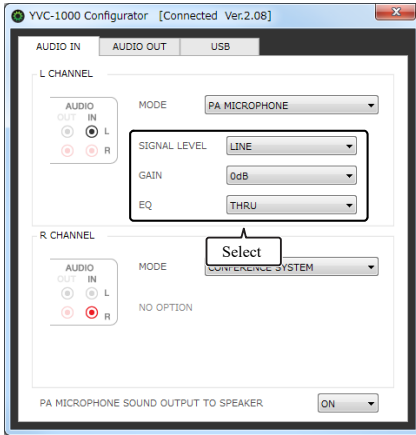 YVC-1000 Configurator [Connected Ver.2.08]
AUDIO IN AUDIO OUT USB
L CHANNEL
AUDIO
OUT IN
L
R
MODE PA MICROPHONE
SIGNAL LEVEL LINE
GAIN 0dB
EQ THRU
Select
R CHANNEL
AUDIO
OUT IN
L
R
MODE CONFERENCE SYSTEM
NO OPTION
PA MICROPHONE SOUND OUTPUT TO SPEAKER ON